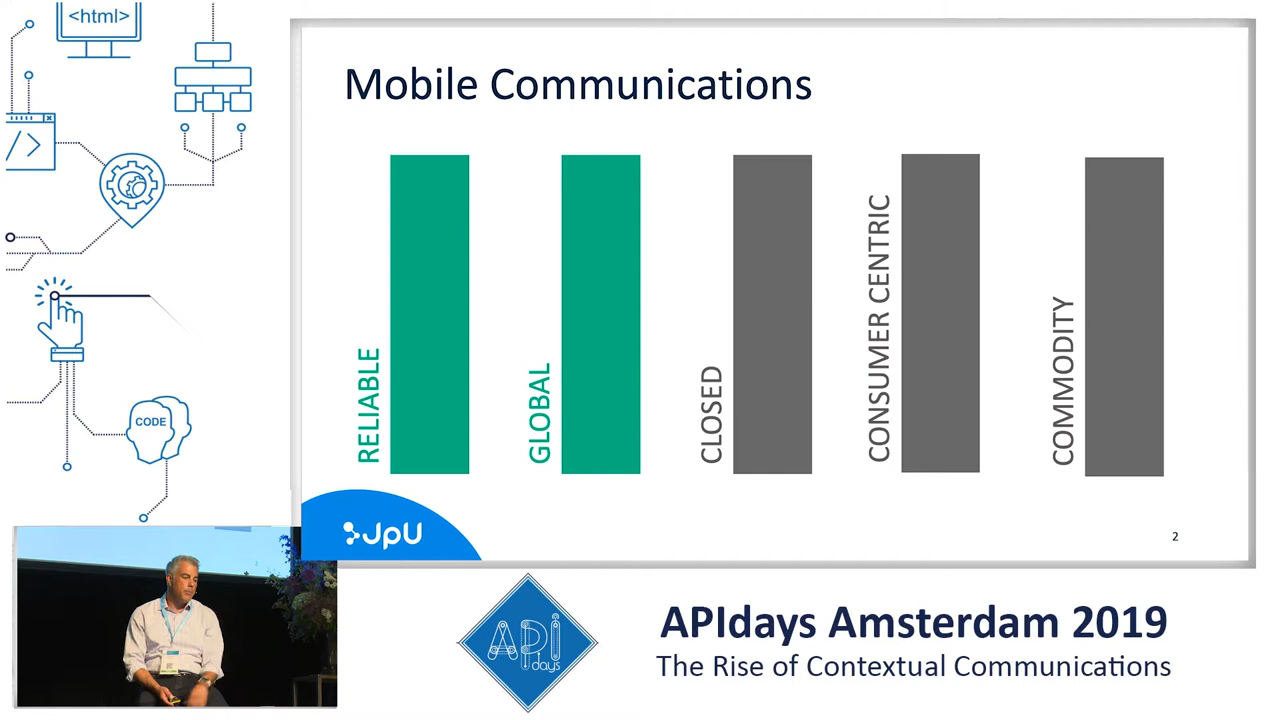 <html>
</>
CODE
Mobile Communications
RELIABLE
GLOBAL
CLOSED
CONSUMER CENTRIC
COMMODITY
JpU
2
API
days
APIdays Amsterdam 2019
The Rise of Contextual Communications